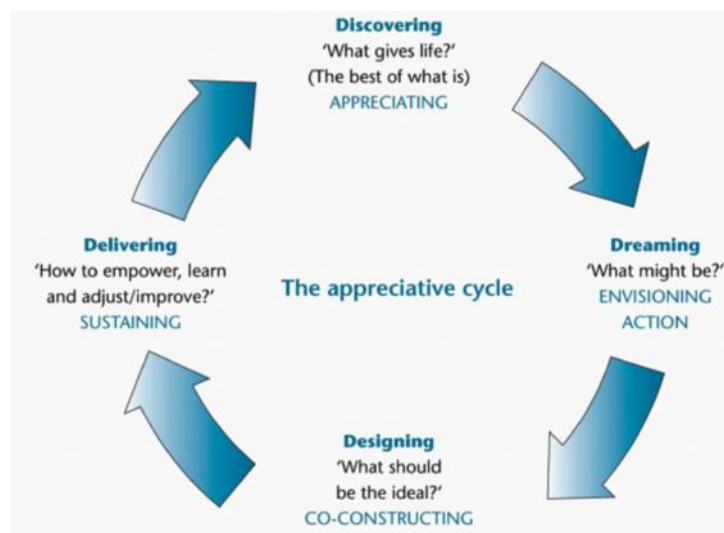 Discovering
‘What gives life?’
(The best of what is)
APPRECIATING
Dreaming
‘What might be?’
ENVISIONING
ACTION
Designing
‘What should
be the ideal?’
CO-CONSTRUCTING
Delivering
‘How to empower, learn
and adjust/improve?’
SUSTAINING
The appreciative cycle